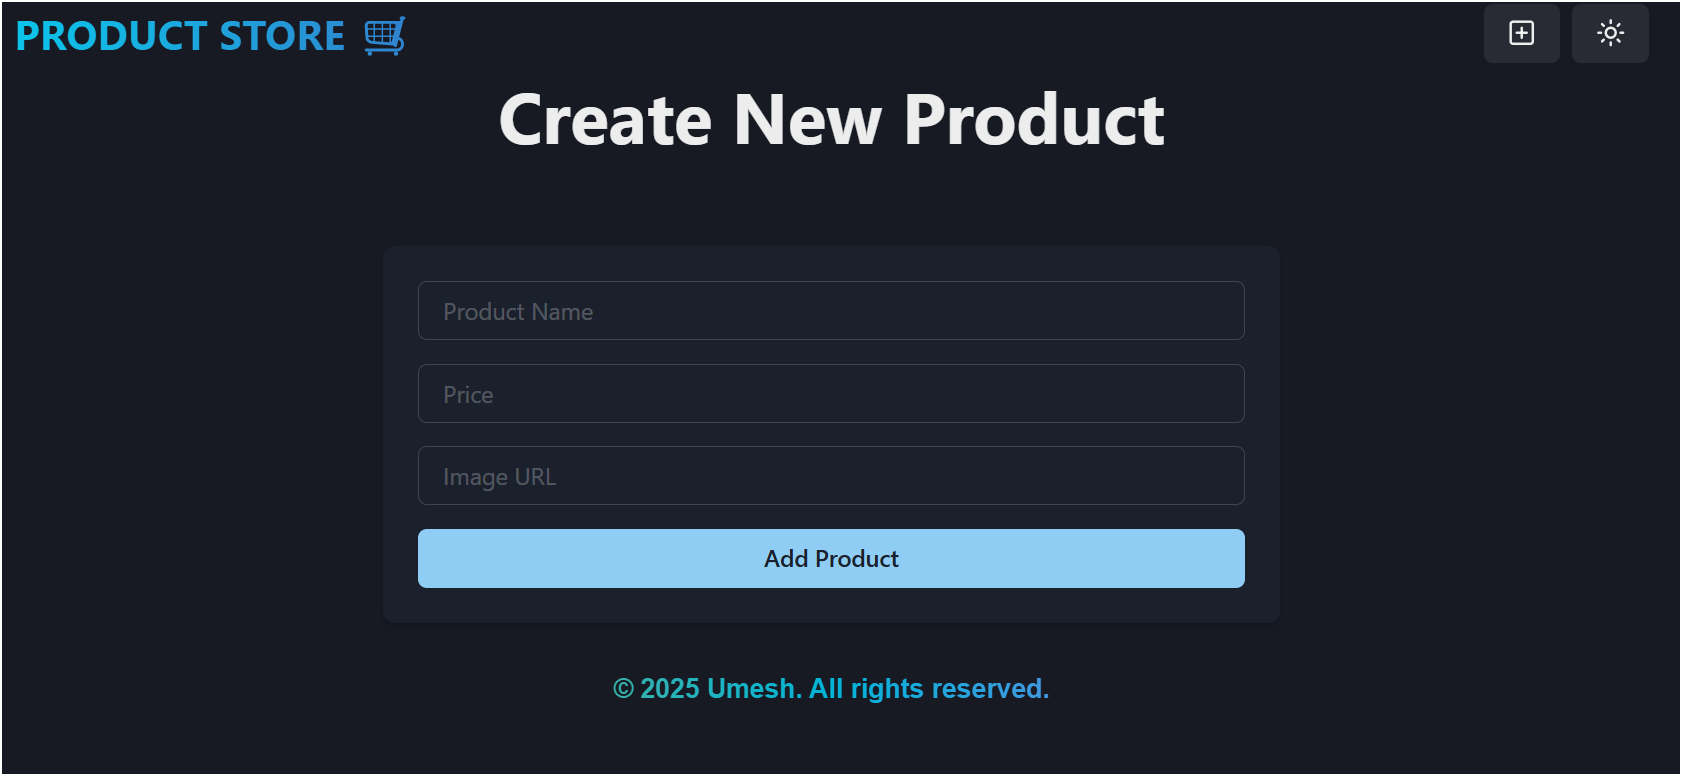 PRODUCT STORE
Create New Product
Product Name
Price
Image URL
Add Product
© 2025 Umesh. All rights reserved.